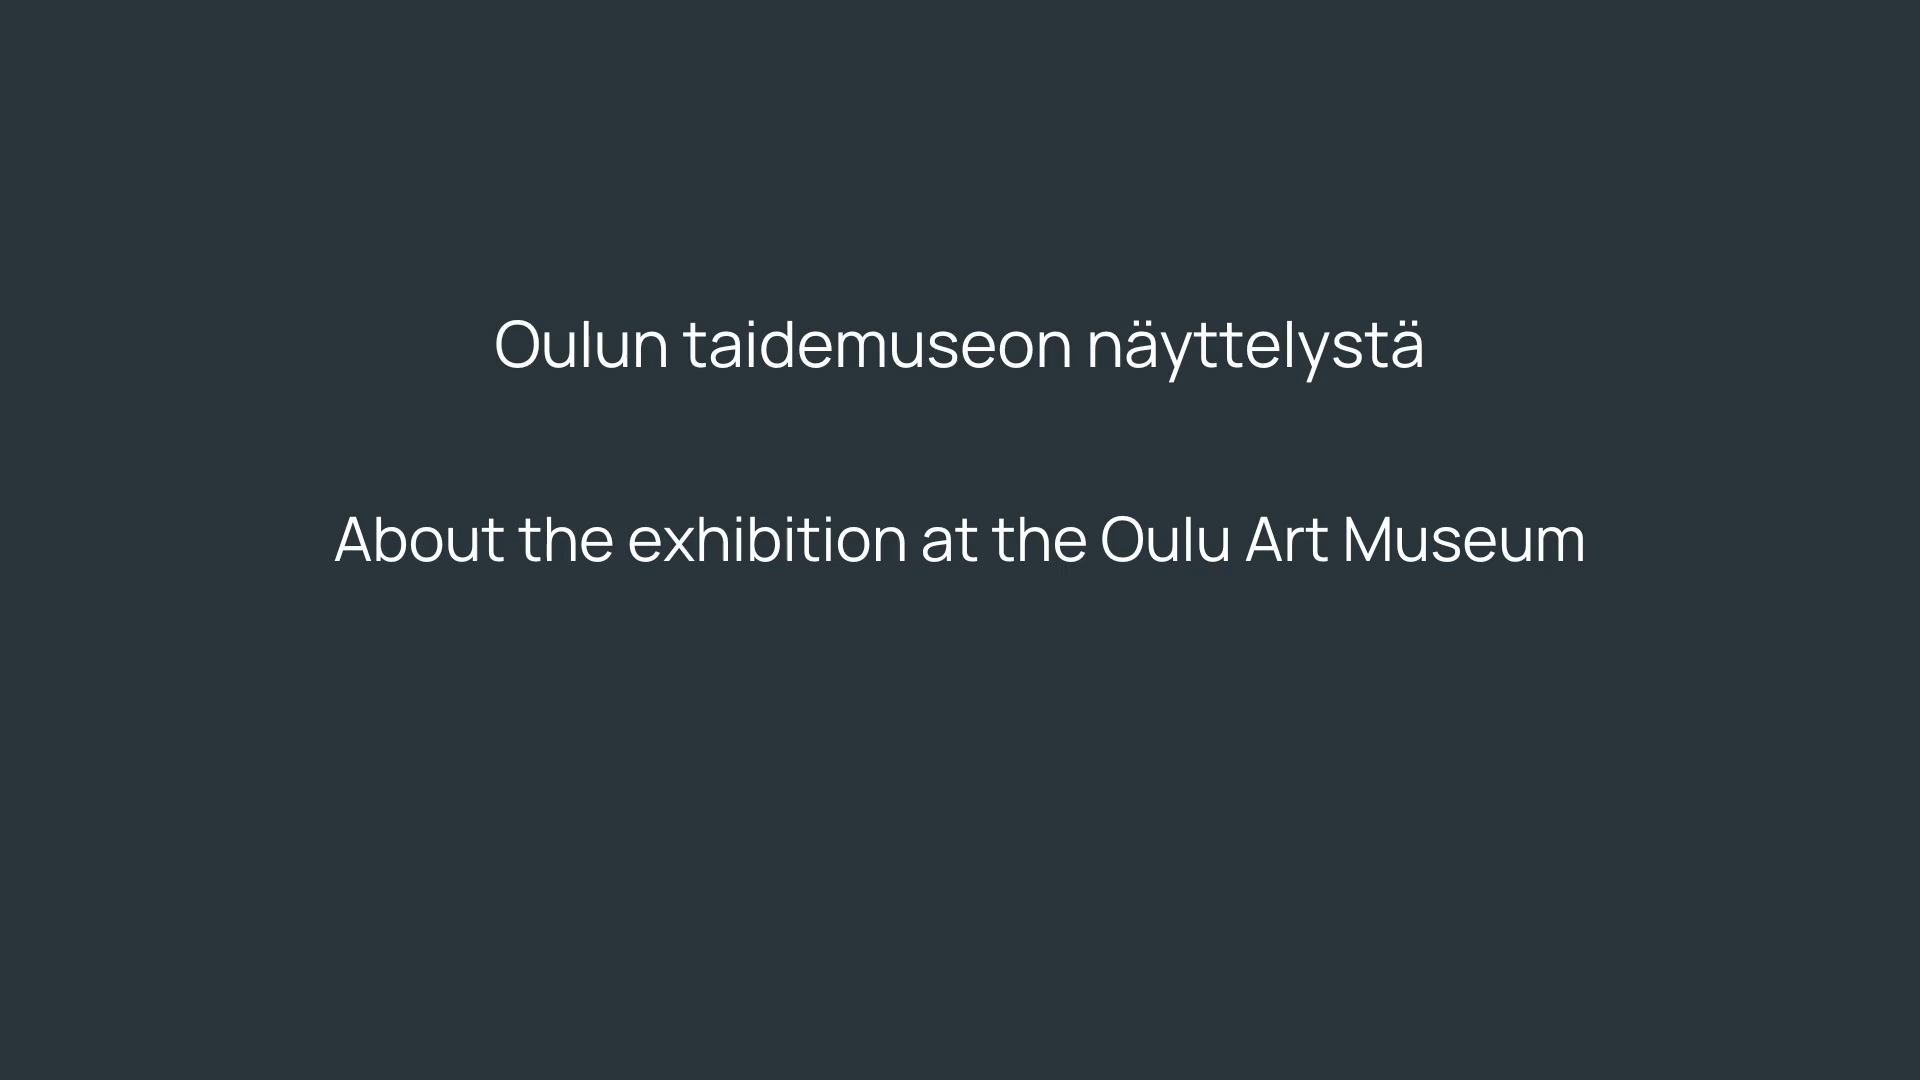 Oulun taidemuseon näyttelystä
About the exhibition at the Oulu Art Museum